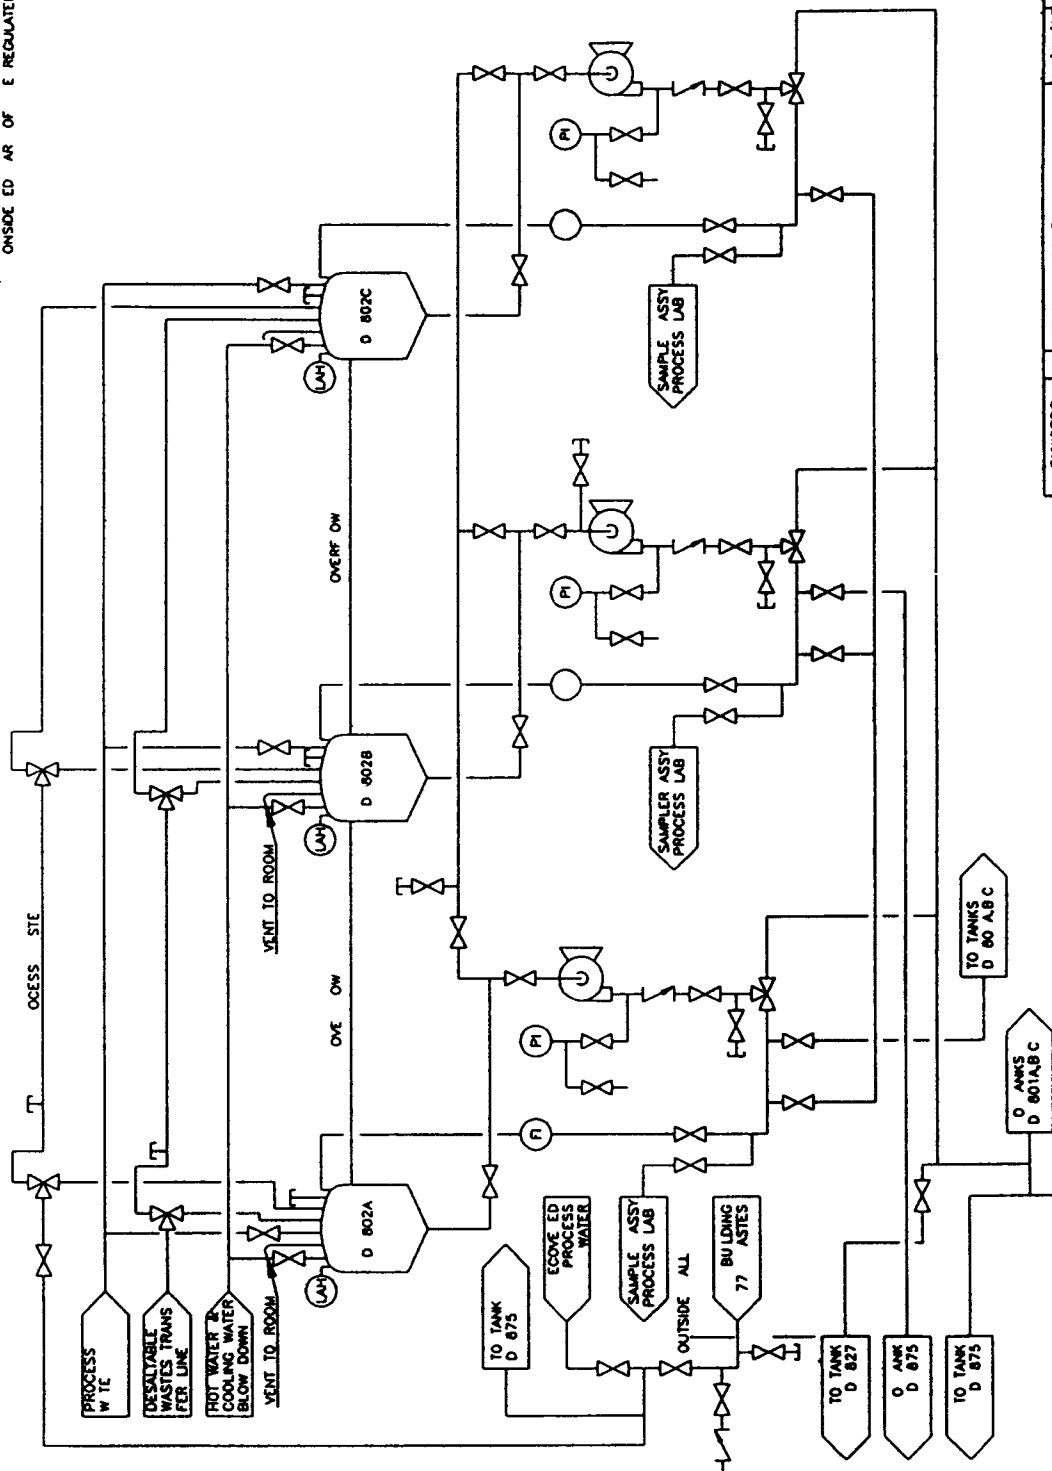 ONSIDE ED AR OF E REGULATED
OCESS STE
PROCESS
W TE
DESALTABLE
WASTES TRANS
FER LINE
HOT WATER &
COOLING WATER
BLOW DOWN
VENT TO ROOM
VENT TO ROOM
LAH
LAH
LAH
D 802A
D 802B
D 802C
OVE OW
OVERF OW
PI
PI
PI
FI
TO TANK
D 875
ECOVE ED
PROCESS
WATER
SAMPLE ASSY
PROCESS LAB
SAMPLER ASSY
PROCESS LAB
SAMPLE ASSY
PROCESS LAB
OUTSIDE ALL
BU LDING
77 ASTES
TO TANKS
D 80 A,B C
O ANKS
D 801A,B C
TO TANK
D 827
O ANK
D 875
TO TANK
D 875